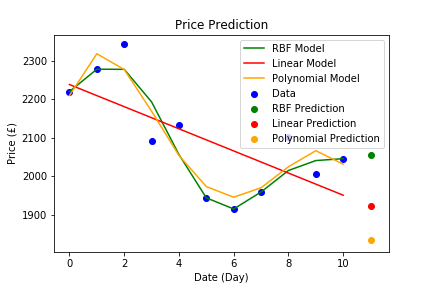 Price Prediction
Price (£)
2300
2200
2100
2000
1900
RBF Model
Linear Model
Polynomial Model
Data
RBF Prediction
Linear Prediction
Polynomial Prediction
0
2
4
6
8
10
Date (Day)